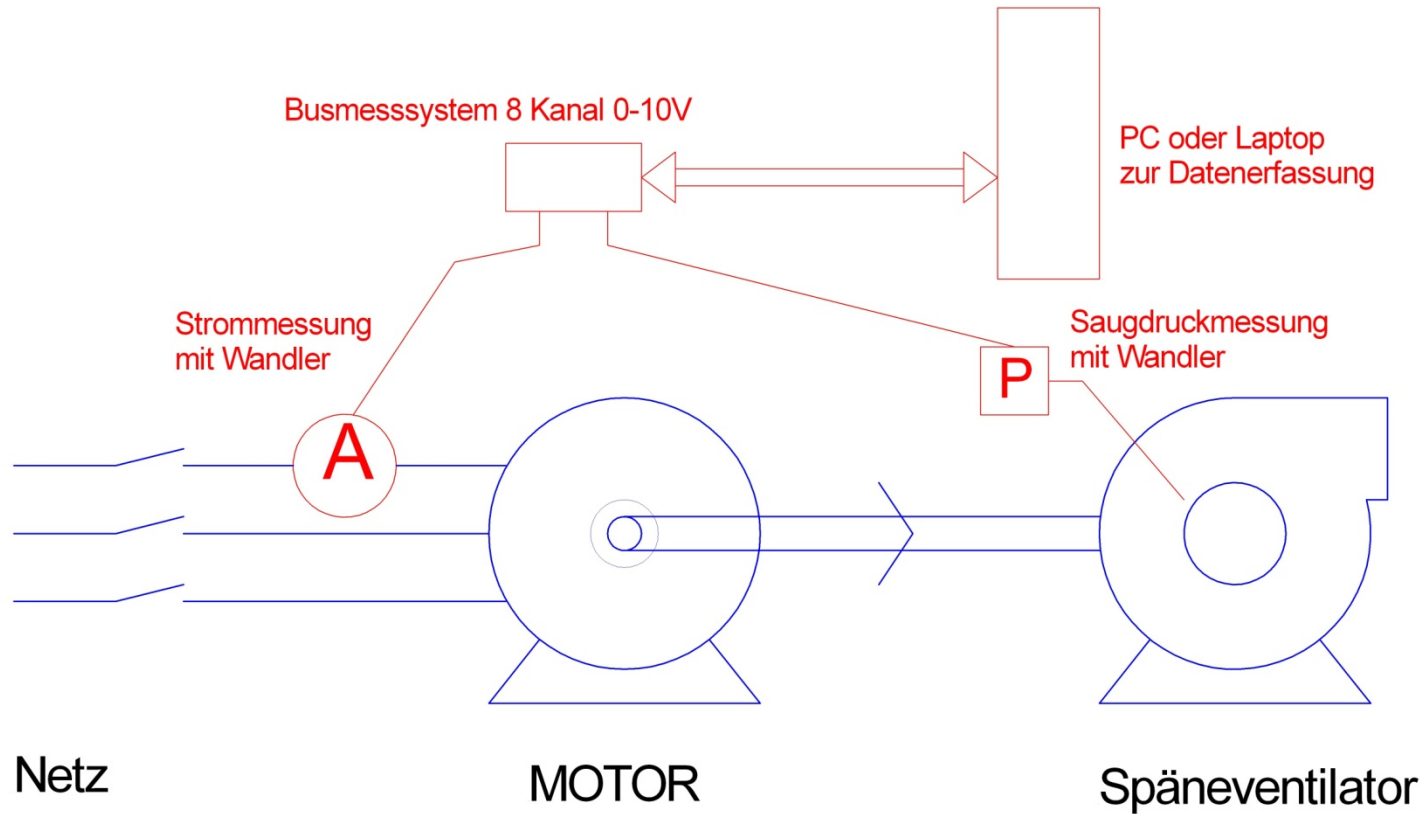 Busmesssystem 8 Kanal 0-10V
PC oder Laptop
zur Datenerfassung
Strommessung
mit Wandler
Saugdruckmessung
mit Wandler
P
A
Netz
MOTOR
Späneventilator